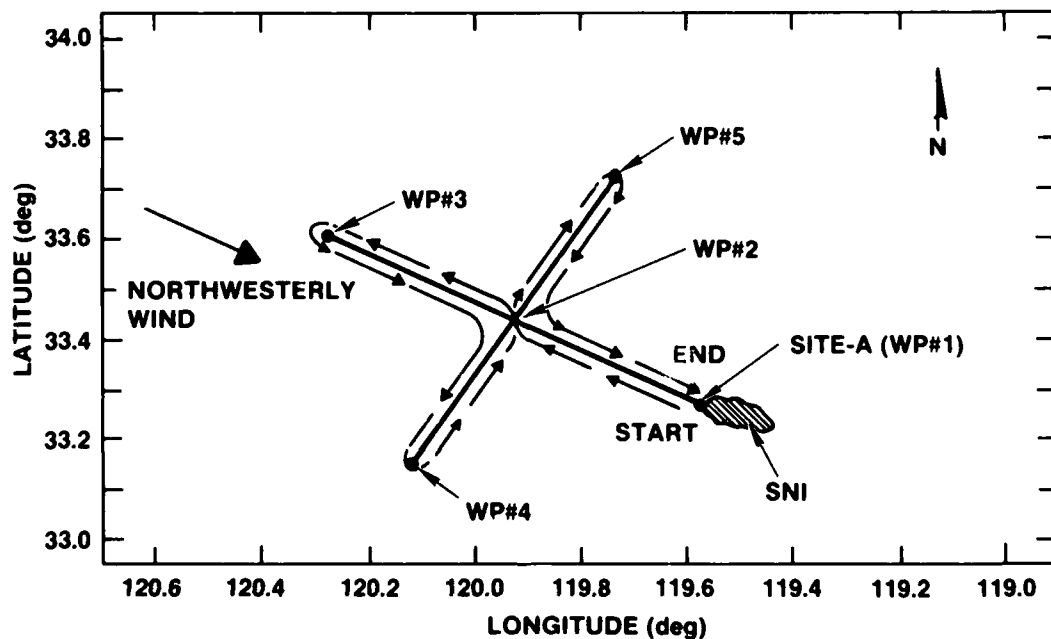 34.0
33.8
33.6
33.4
33.2
33.0
LATITUDE (deg)
WP#5
N
WP#3
WP#2
NORTHWESTERLY
WIND
END
SITE-A (WP#1)
START
SNI
WP#4
120.6 120.4 120.2 120.0 119.8 119.6 119.4 119.2 119.0
LONGITUDE (deg)